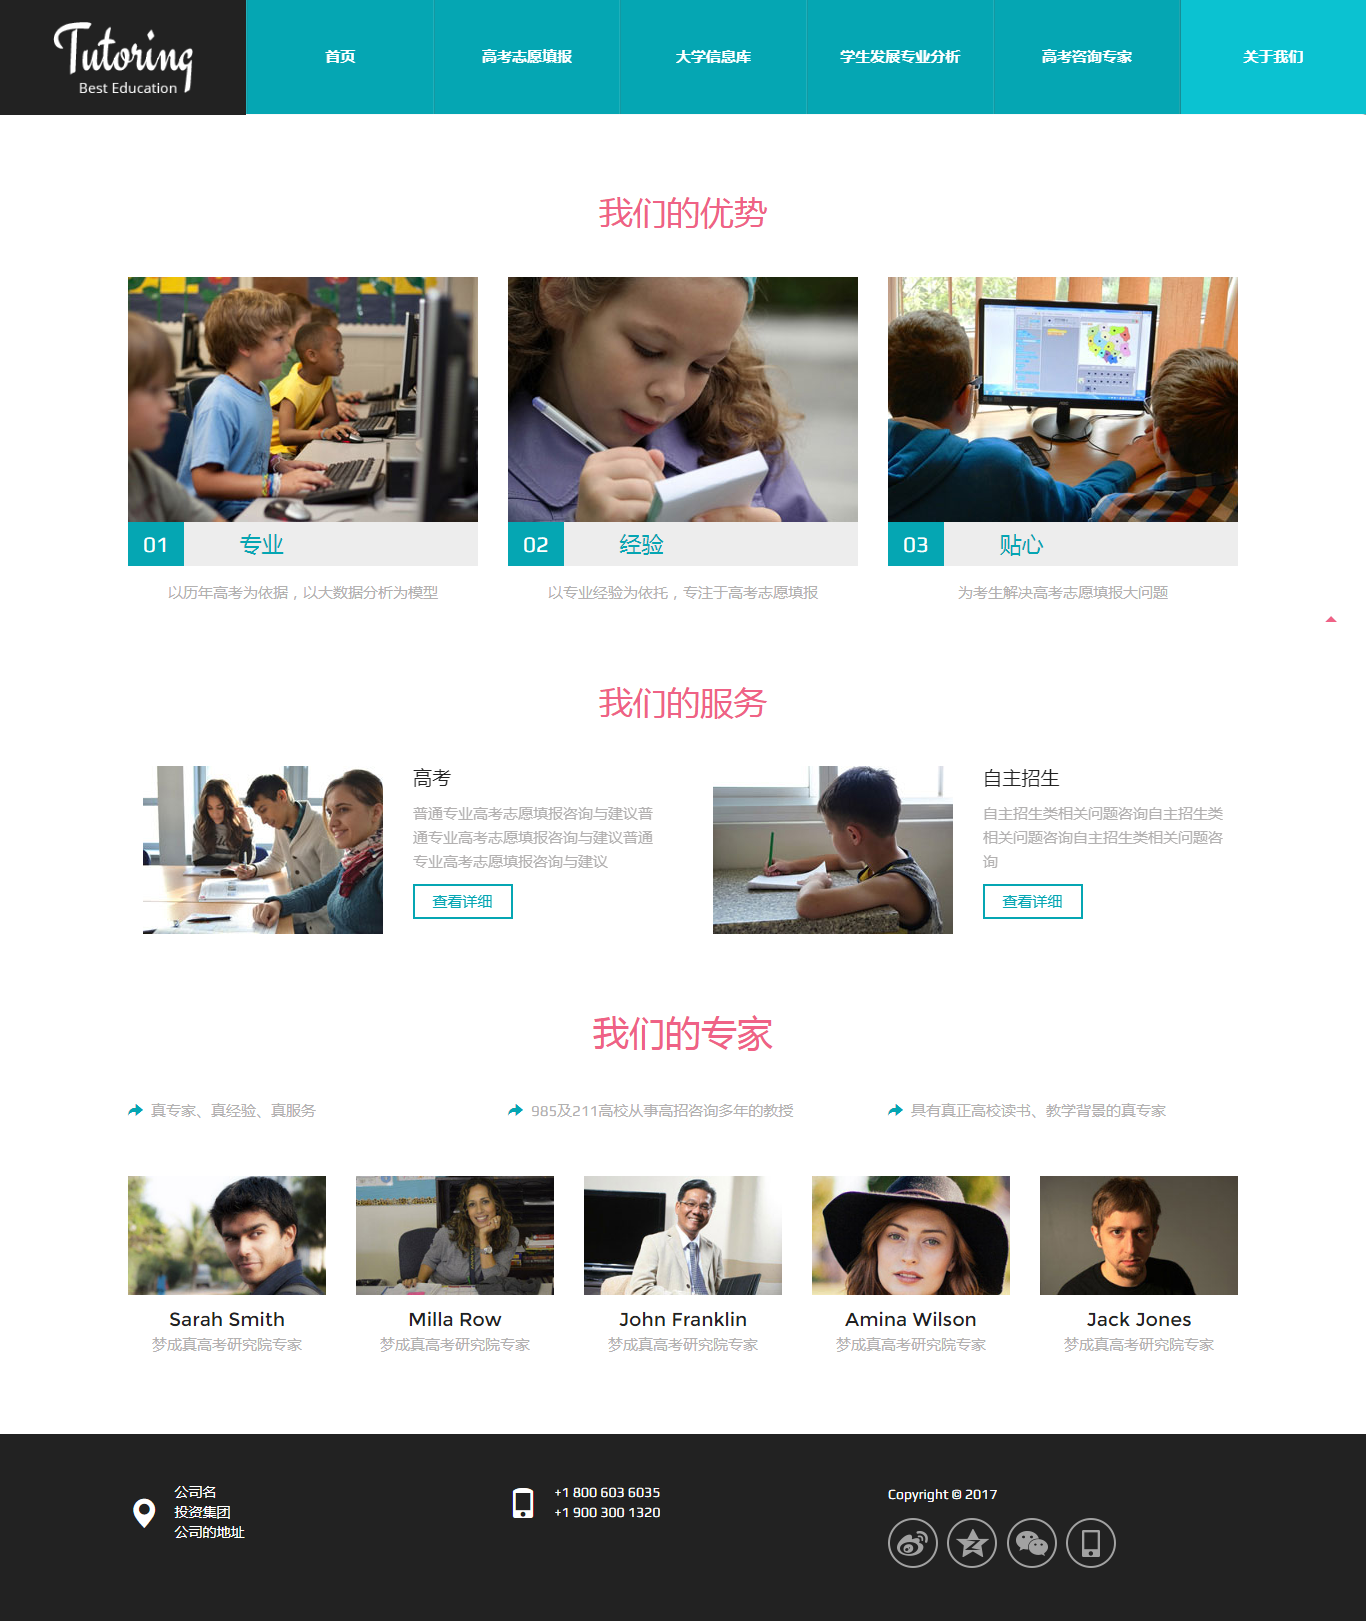 Tutoring
Best Education
首页
高考志愿填报
大学信息库
学生发展专业分析
高考咨询专家
关于我们
我们的优势
01 专业
02 经验
03 贴心
以历年高考为依据，以大数据分析为模型
以专业经验为依托，专注于高考志愿填报
为考生解决高考志愿填报大问题
我们的服务
高考
普通专业高考志愿填报咨询与建议普
通专业高考志愿填报咨询与建议普通
专业高考志愿填报咨询与建议
查看详细
自主招生
自主招生类相关问题咨询自主招生类
相关问题咨询自主招生类相关问题咨
询
查看详细
我们的专家
真专家、真经验、真服务
985及211高校从事高招咨询多年的教授
具有真正高校读书、教学背景的真专家
Sarah Smith
梦成真高考研究院专家
Milla Row
梦成真高考研究院专家
John Franklin
梦成真高考研究院专家
Amina Wilson
梦成真高考研究院专家
Jack Jones
梦成真高考研究院专家
公司名
投资集团
公司的地址
+1 800 603 6035
+1 900 300 1320
Copyright © 2017